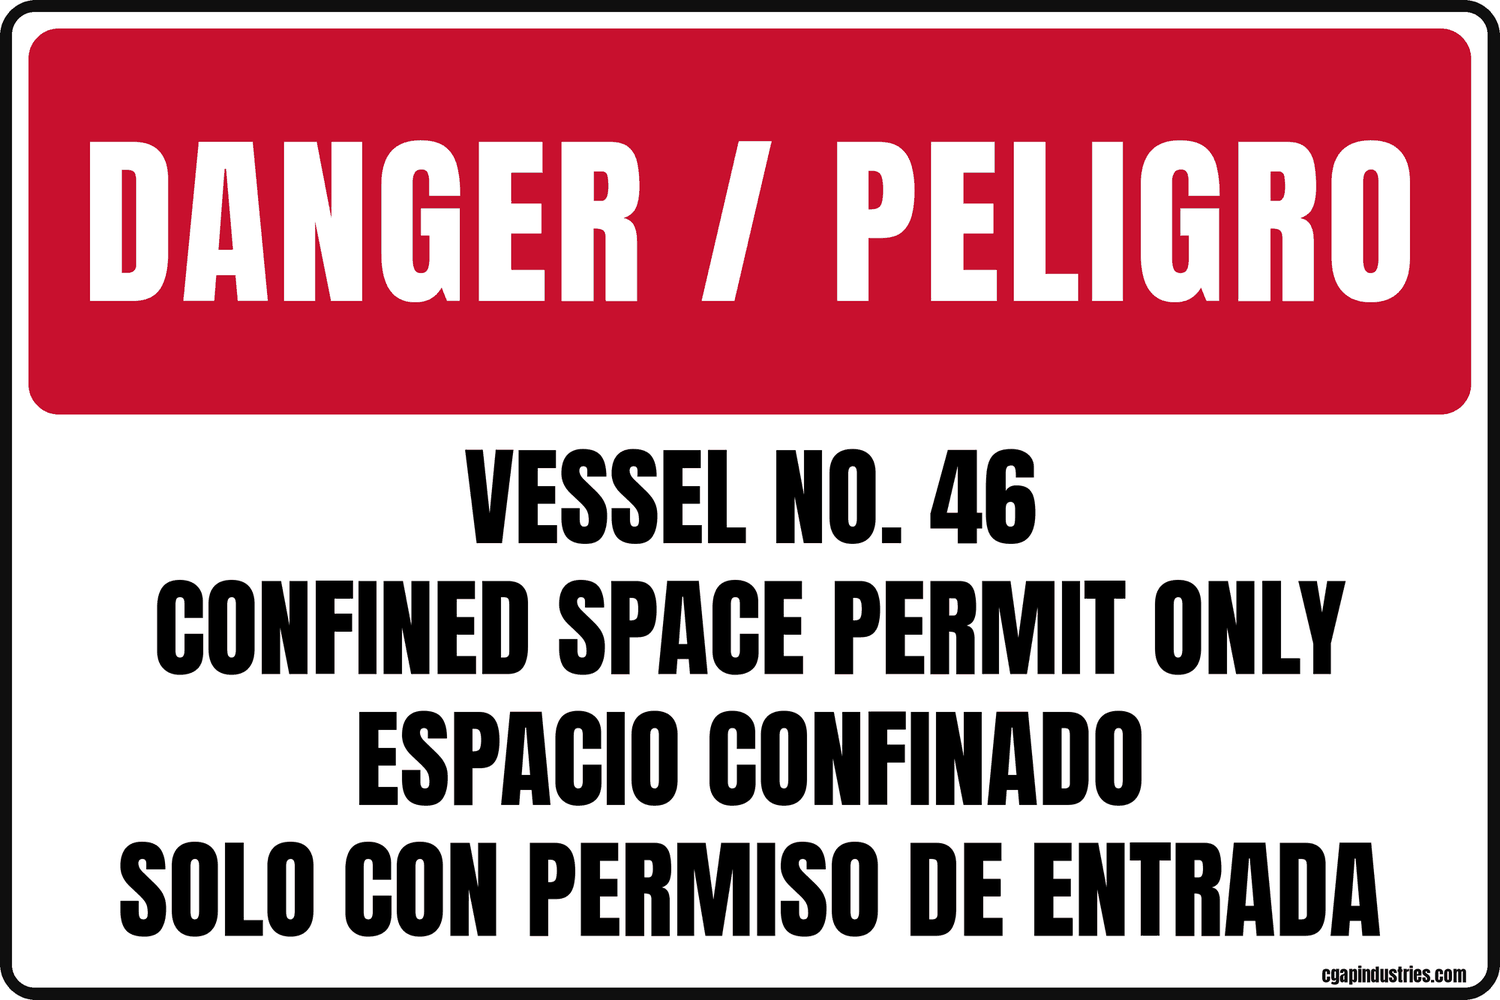 DANGER / PELIGRO
VESSEL NO. 46
CONFINED SPACE PERMIT ONLY
ESPACIO CONFINADO
SOLO CON PERMISO DE ENTRADA
cgapindustries.com